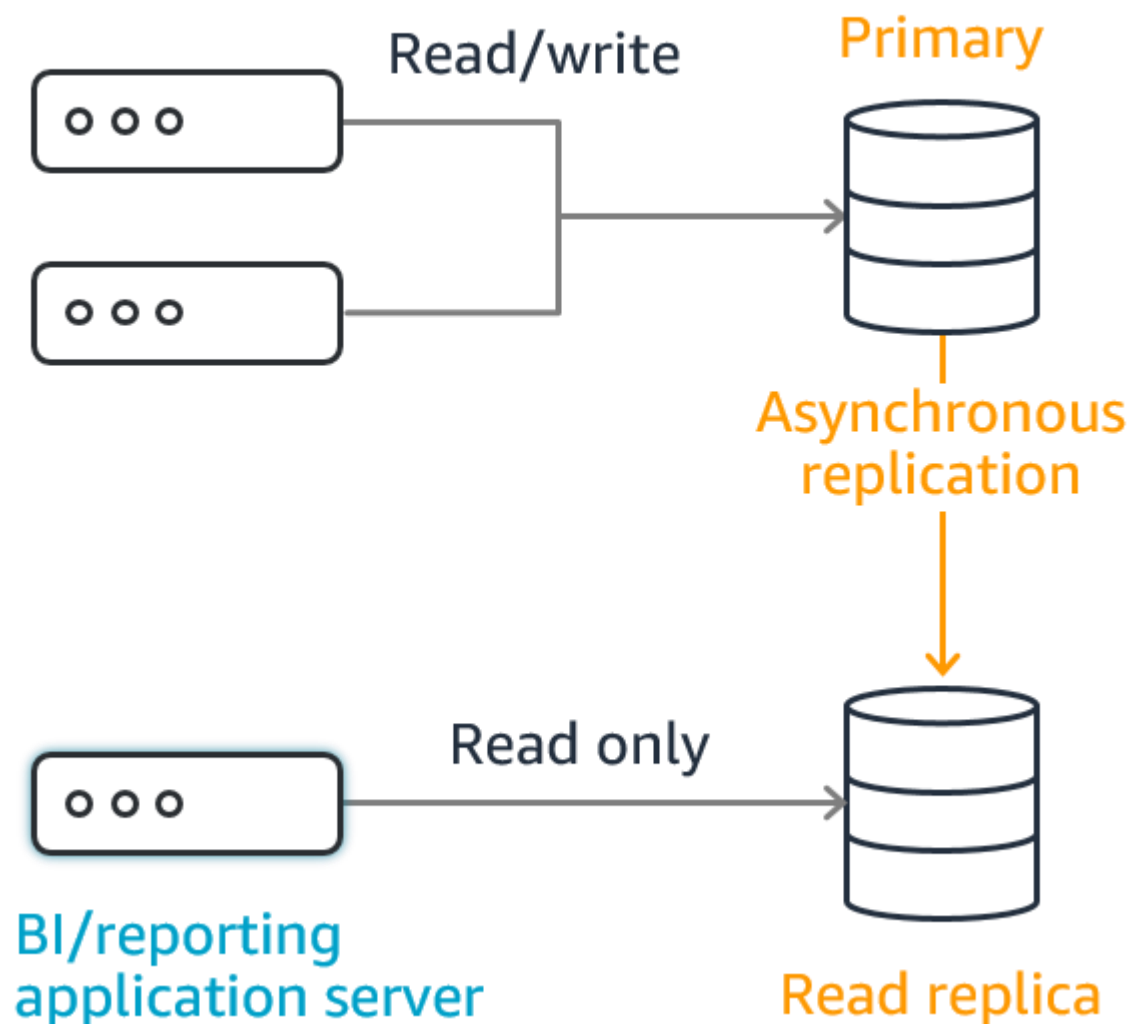 Read/write
Primary
Asynchronous
replication
Read only
BI/reporting
application server
Read replica